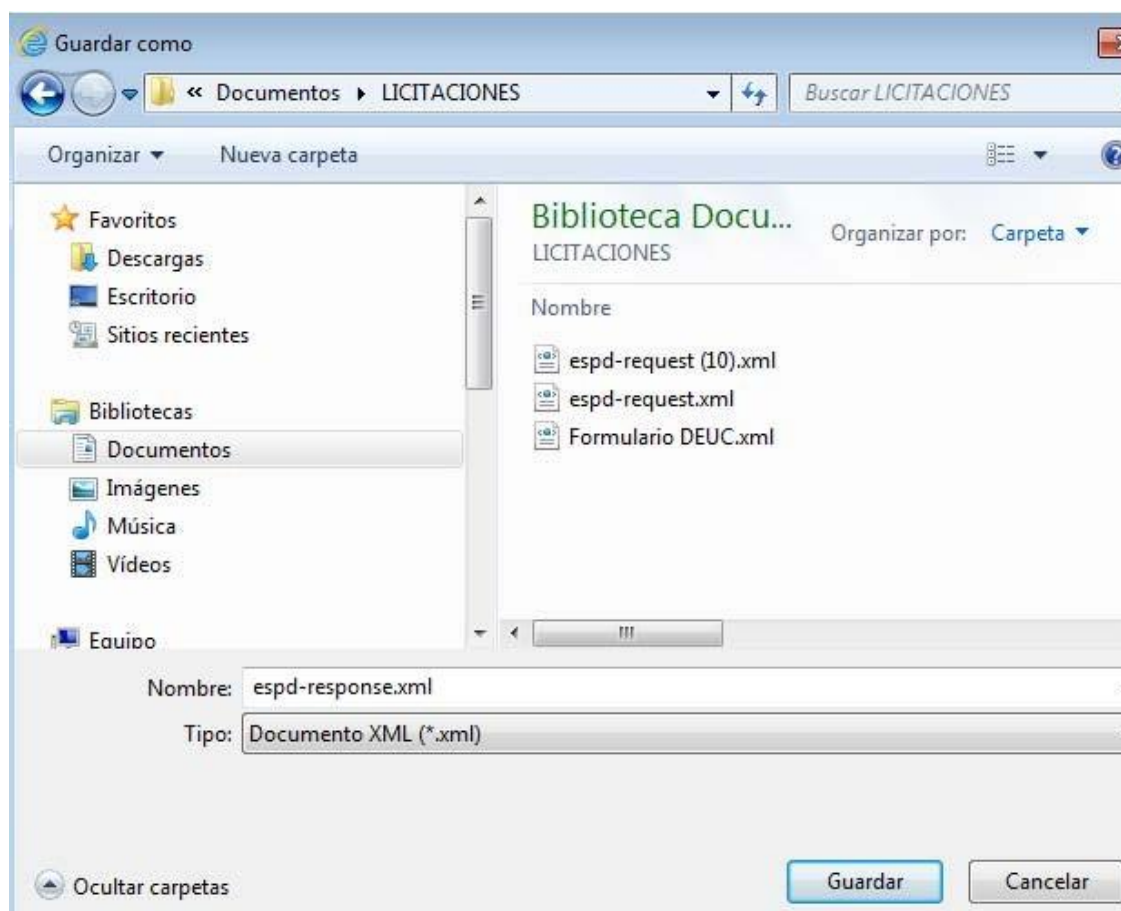 Guardar como
« Documentos ▸ LICITACIONES
Buscar LICITACIONES
Organizar
Nueva carpeta
Favoritos
Descargas
Escritorio
Sitios recientes
Bibliotecas
Documentos
Imágenes
Música
Vídeos
Equipo
Biblioteca Docu...
LICITACIONES
Organizar por: Carpeta
Nombre
espd-request (10).xml
espd-request.xml
Formulario DEUC.xml
Nombre: espd-response.xml
Tipo: Documento XML (*.xml)
Ocultar carpetas
Guardar
Cancelar